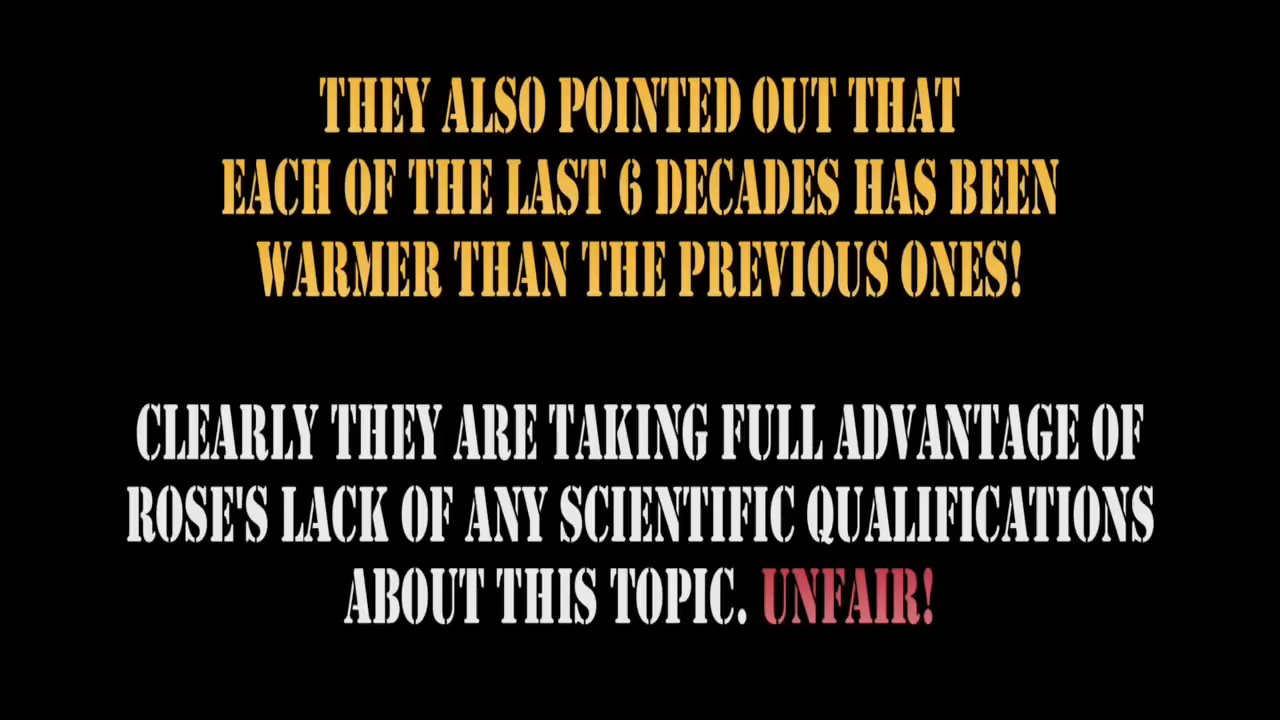 THEY ALSO POINTED OUT THAT
EACH OF THE LAST 6 DECADES HAS BEEN
WARMER THAN THE PREVIOUS ONES!
CLEARLY THEY ARE TAKING FULL ADVANTAGE OF
ROSE'S LACK OF ANY SCIENTIFIC QUALIFICATIONS
ABOUT THIS TOPIC. UNFAIR!